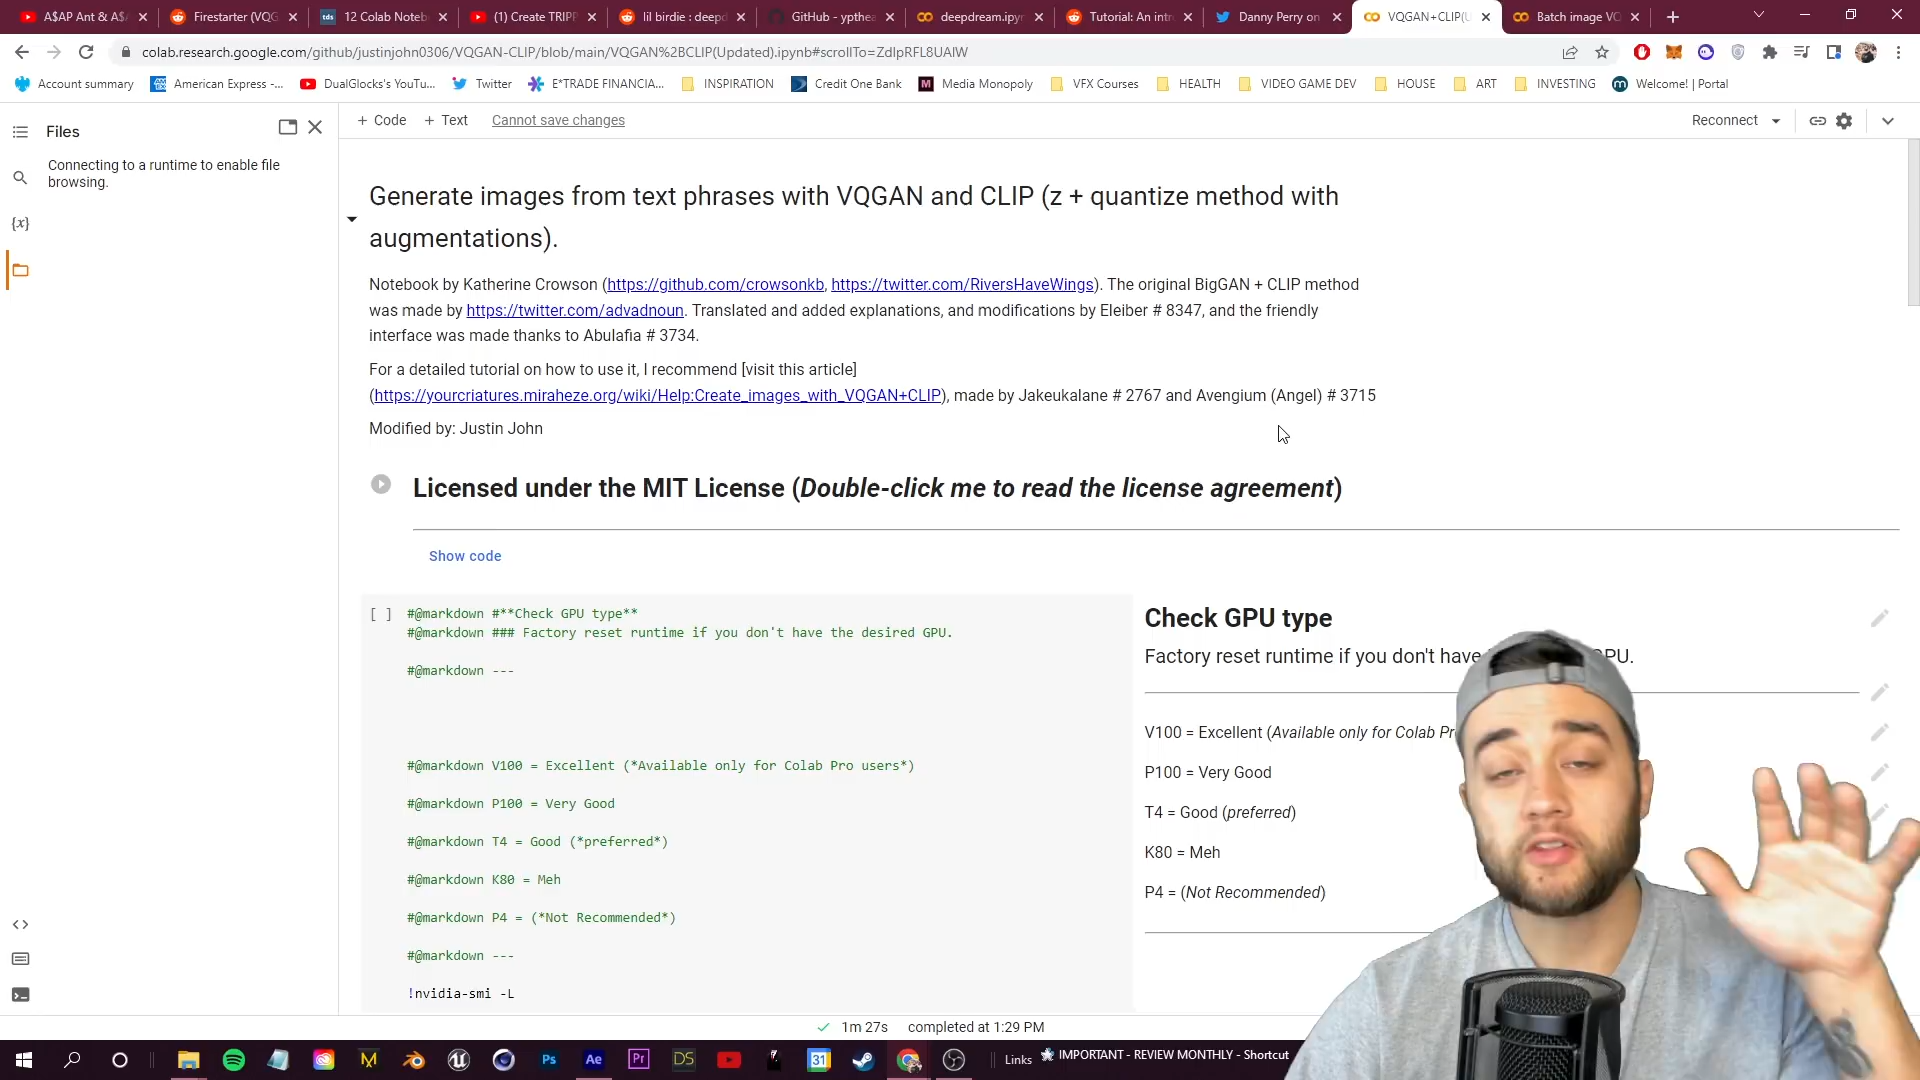 A$AP Ant & A$A
Firestarter (VQG
tds 12 Colab Noteb
(1) Create TRIPP
lil birdie : deepd
GitHub - ypthea
deepdream.ipyn
Tutorial: An intr
Danny Perry on
VQGAN+CLIP(U
Batch image VQ
colab.research.google.com/github/justinjohn0306/VQGAN-CLIP/blob/main/VQGAN%2BCLIP(Updated).ipynb#scrollTo=ZdlpRFL8UAlW
Account summary
American Express -...
DualGlocks's YouTu...
Twitter
E*TRADE FINANCIA...
INSPIRATION
Credit One Bank
Media Monopoly
VFX Courses
HEALTH
VIDEO GAME DEV
HOUSE
ART
INVESTING
Welcome! | Portal
Files
+ Code + Text Cannot save changes
Reconnect
Connecting to a runtime to enable file
browsing.
{x}
Generate images from text phrases with VQGAN and CLIP (z + quantize method with
augmentations).
Notebook by Katherine Crowson (https://github.com/crowsonkb, https://twitter.com/RiversHaveWings). The original BigGAN + CLIP method
was made by https://twitter.com/advadnoun. Translated and added explanations, and modifications by Eleiber # 8347, and the friendly
interface was made thanks to Abulafia # 3734.
For a detailed tutorial on how to use it, I recommend [visit this article]
(https://yourcriatures.miraheze.org/wiki/Help:Create_images_with_VQGAN+CLIP), made by Jakeukalane # 2767 and Avengium (Angel) # 3715
Modified by: Justin John
Licensed under the MIT License (Double-click me to read the license agreement)
Show code
[ ] #@markdown #**Check GPU type**
#@markdown ### Factory reset runtime if you don't have the desired GPU.
#@markdown ---
#@markdown V100 = Excellent (*Available only for Colab Pro users*)
#@markdown P100 = Very Good
#@markdown T4 = Good (*preferred*)
#@markdown K80 = Meh
#@markdown P4 = (*Not Recommended*)
#@markdown ---
!nvidia-smi -L
Check GPU type
Factory reset runtime if you don't have GPU.
V100 = Excellent (Available only for Colab Pr
P100 = Very Good
T4 = Good (preferred)
K80 = Meh
P4 = (Not Recommended)
1m 27s completed at 1:29 PM
M
Ps
Ae
Pr
DS
31
Links
IMPORTANT - REVIEW MONTHLY - Shortcut